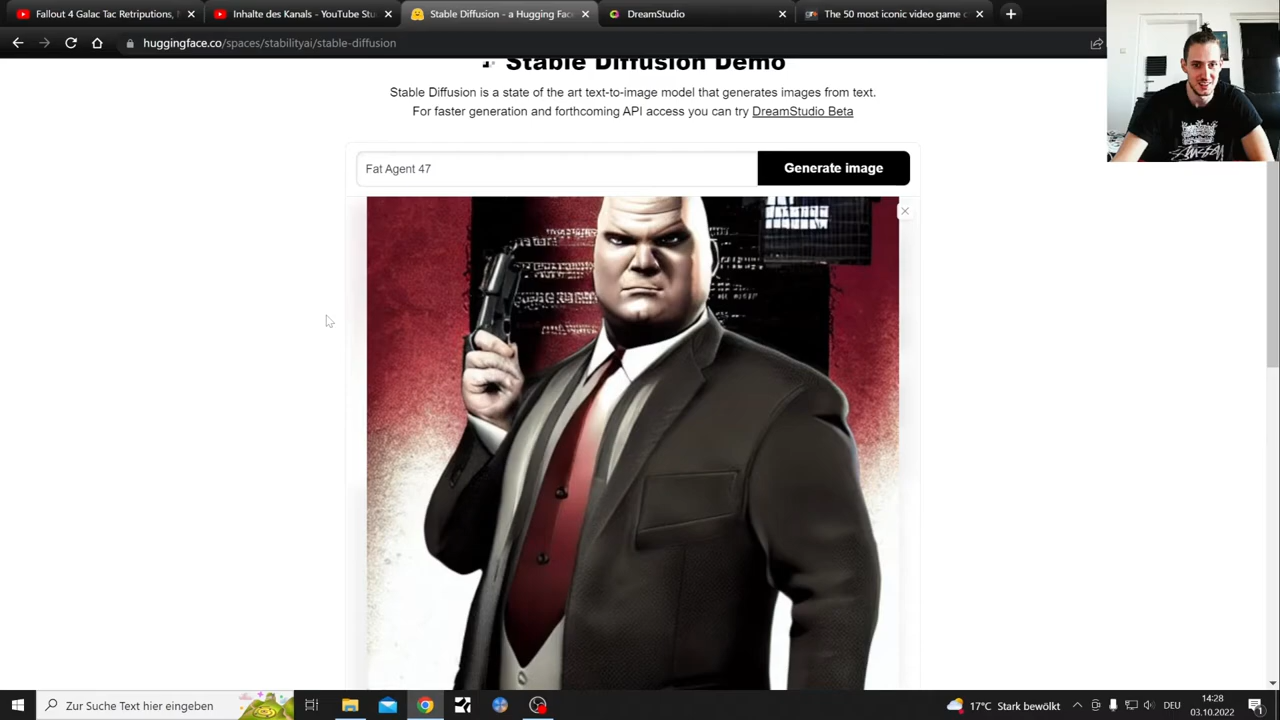 Fallout 4 Galac Tac Retriputions,
Inhalte des Kanals - YouTube Stu
Stable Diffusion - a Hugging Fac
DreamStudio
The 50 most iconic video game c
huggingface.co/spaces/stabilityai/stable-diffusion
Stable Diffusion Demo
Stable Diffusion is a state of the art text-to-image model that generates images from text.
For faster generation and forthcoming API access you can try DreamStudio Beta
Fat Agent 47
Generate image
Zur Suche Text hier eingeben
17°C Stark bewölkt
DEU
14:28
03.10.2022
1